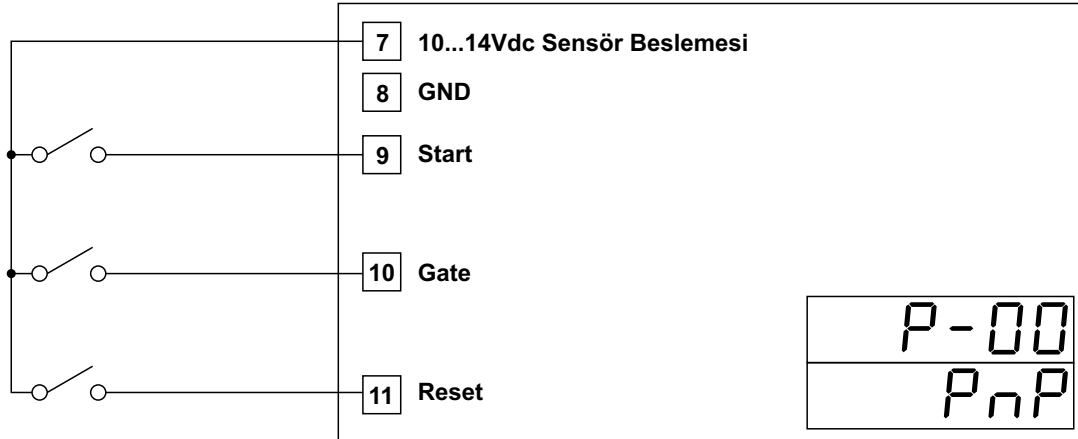 7 10...14Vdc Sensör Beslemesi
8 GND
9 Start
10 Gate
11 Reset
P-00
PnP